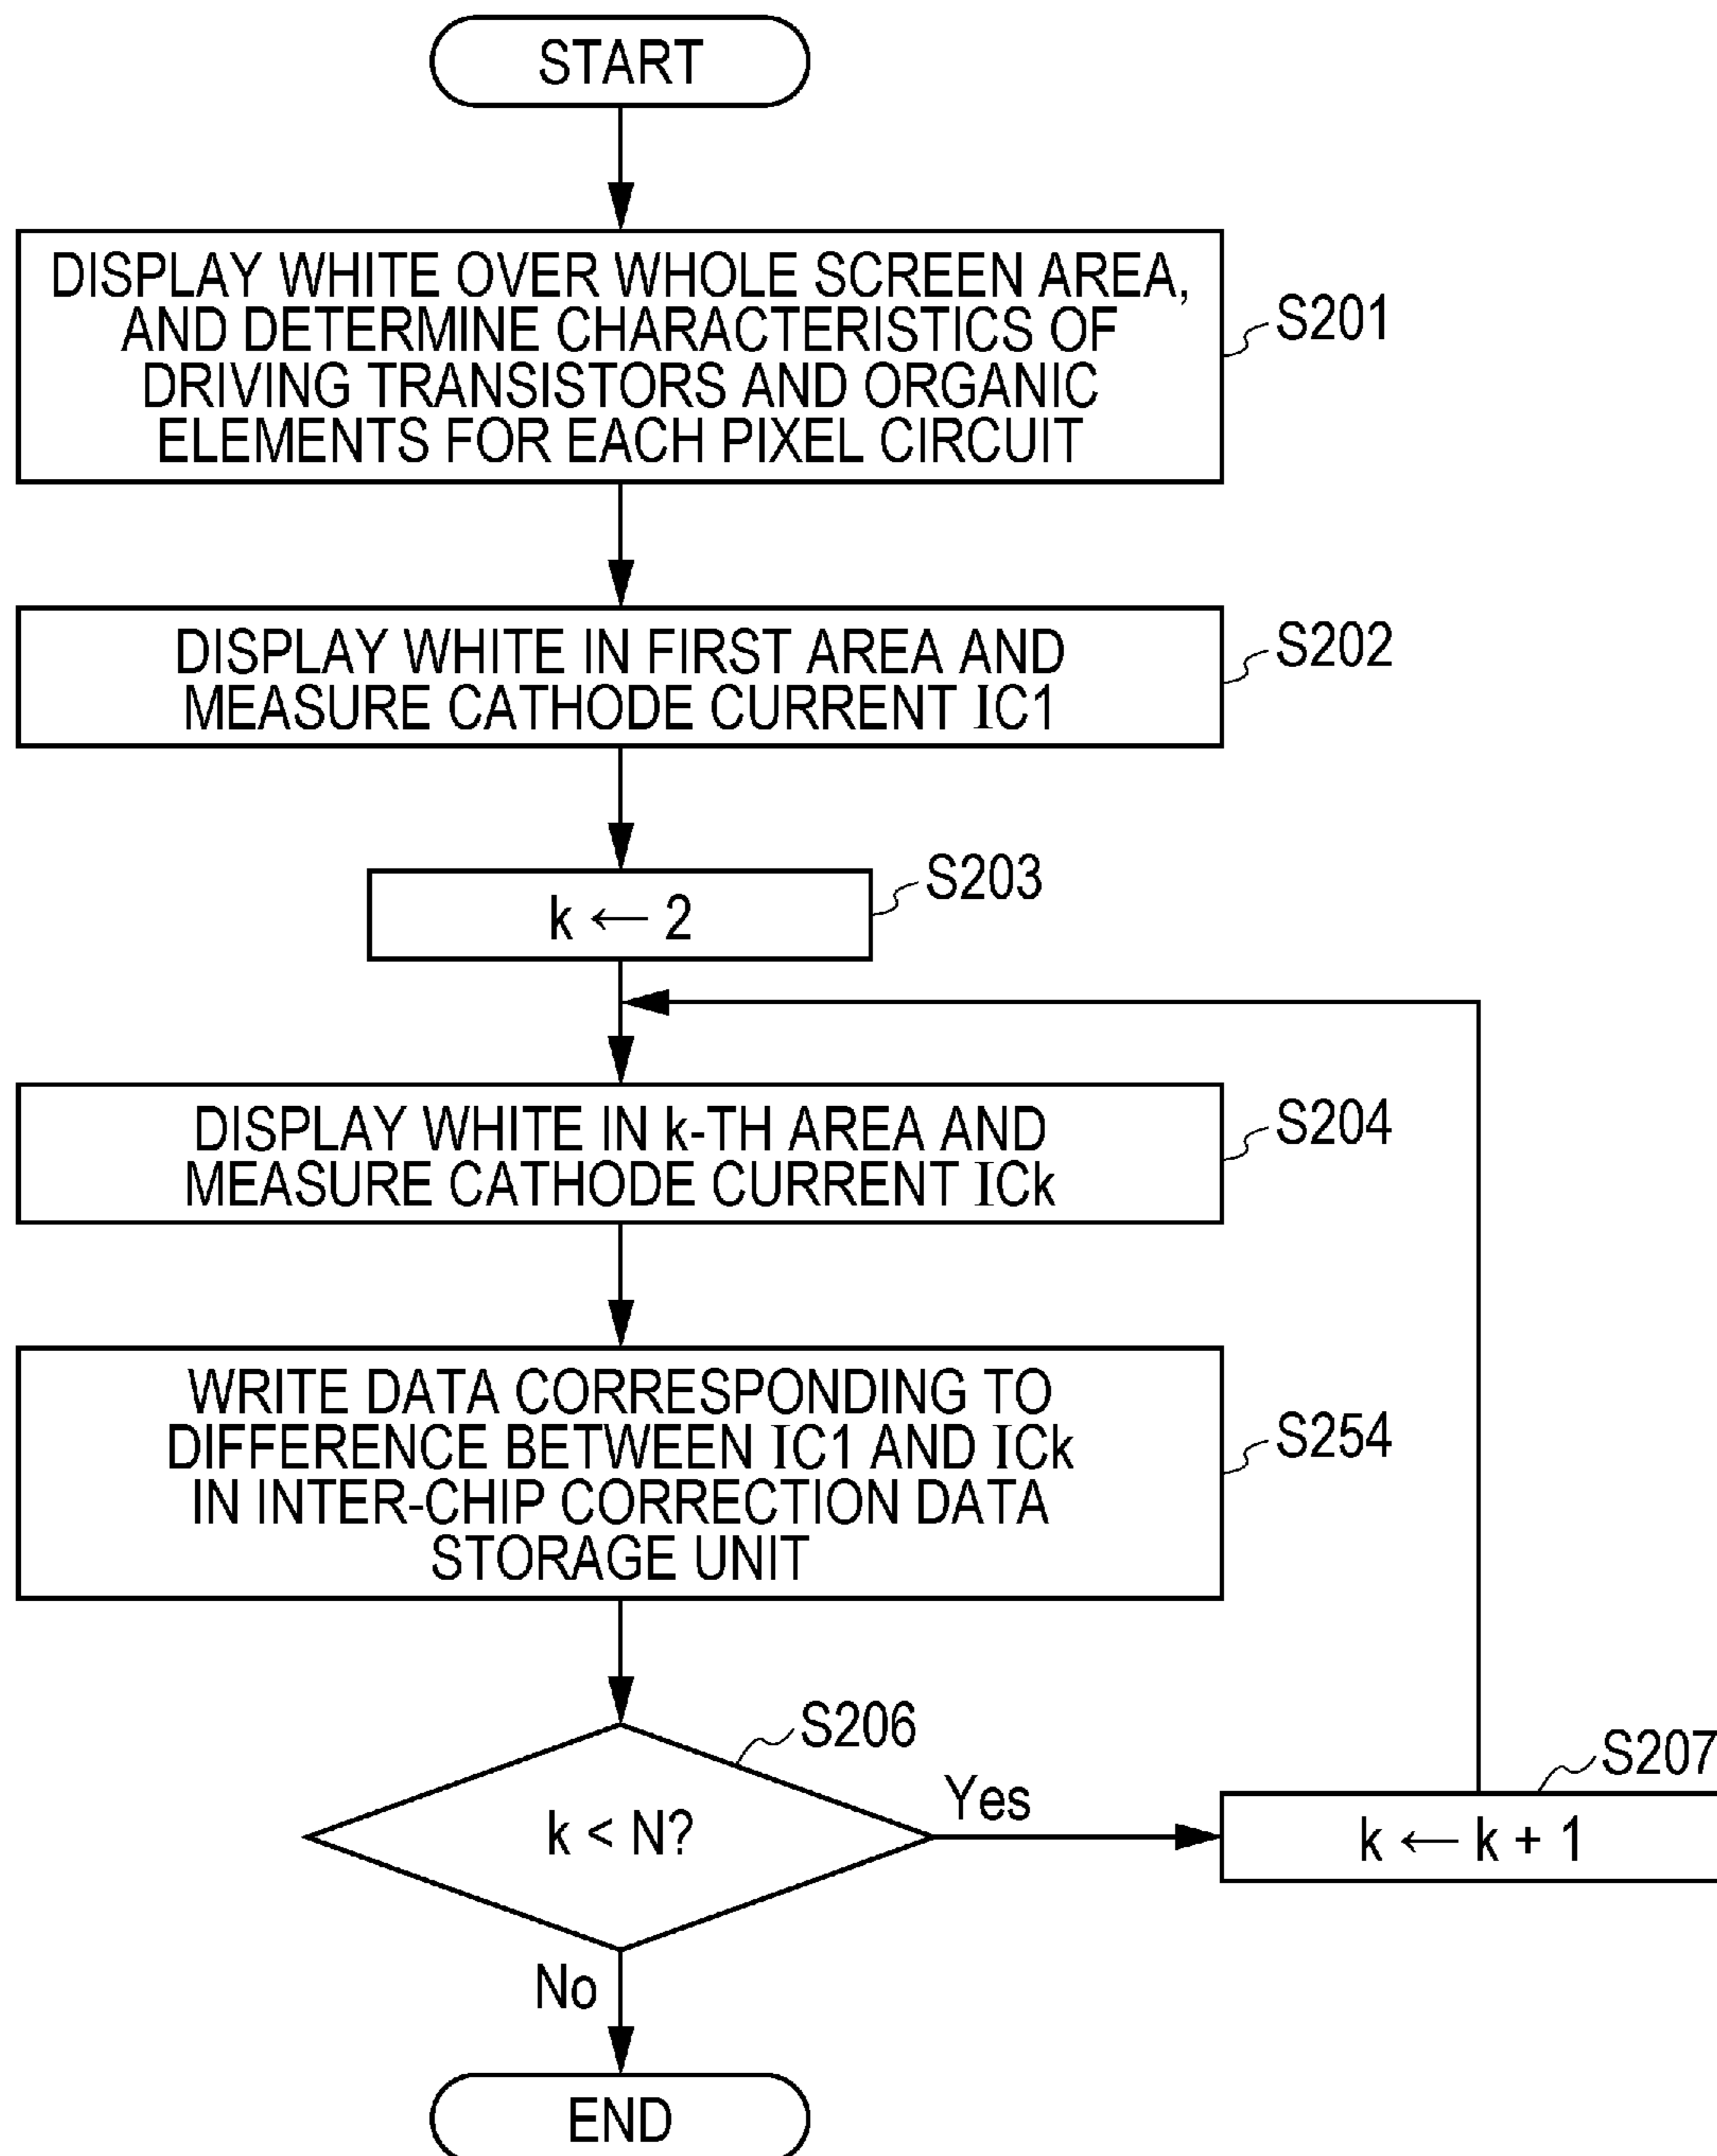 START
DISPLAY WHITE OVER WHOLE SCREEN AREA,
AND DETERMINE CHARACTERISTICS OF
DRIVING TRANSISTORS AND ORGANIC
ELEMENTS FOR EACH PIXEL CIRCUIT
S201
DISPLAY WHITE IN FIRST AREA AND
MEASURE CATHODE CURRENT IC1
S202
k ← 2
S203
DISPLAY WHITE IN k-TH AREA AND
MEASURE CATHODE CURRENT ICk
S204
WRITE DATA CORRESPONDING TO
DIFFERENCE BETWEEN IC1 AND ICk
IN INTER-CHIP CORRECTION DATA
STORAGE UNIT
S254
S206
k < N?
Yes
S207
k ← k + 1
No
END